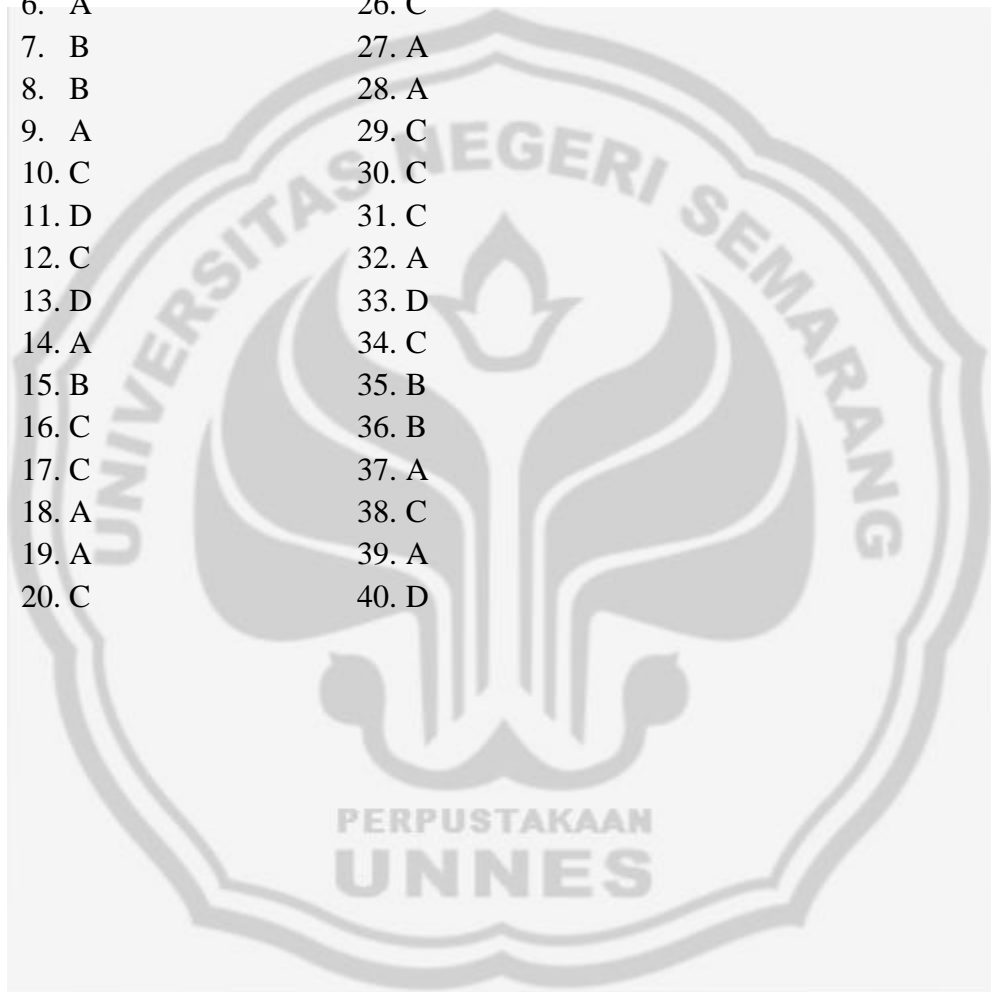 6. A
7. B
8. B
9. A
10. C
11. D
12. C
13. D
14. A
15. B
16. C
17. C
18. A
19. A
20. C
26. C
27. A
28. A
29. C
30. C
31. C
32. A
33. D
34. C
35. B
36. B
37. A
38. C
39. A
40. D
UNIVERSITAS NEGERI SEMARANG
PERPUSTAKAAN
UNNES